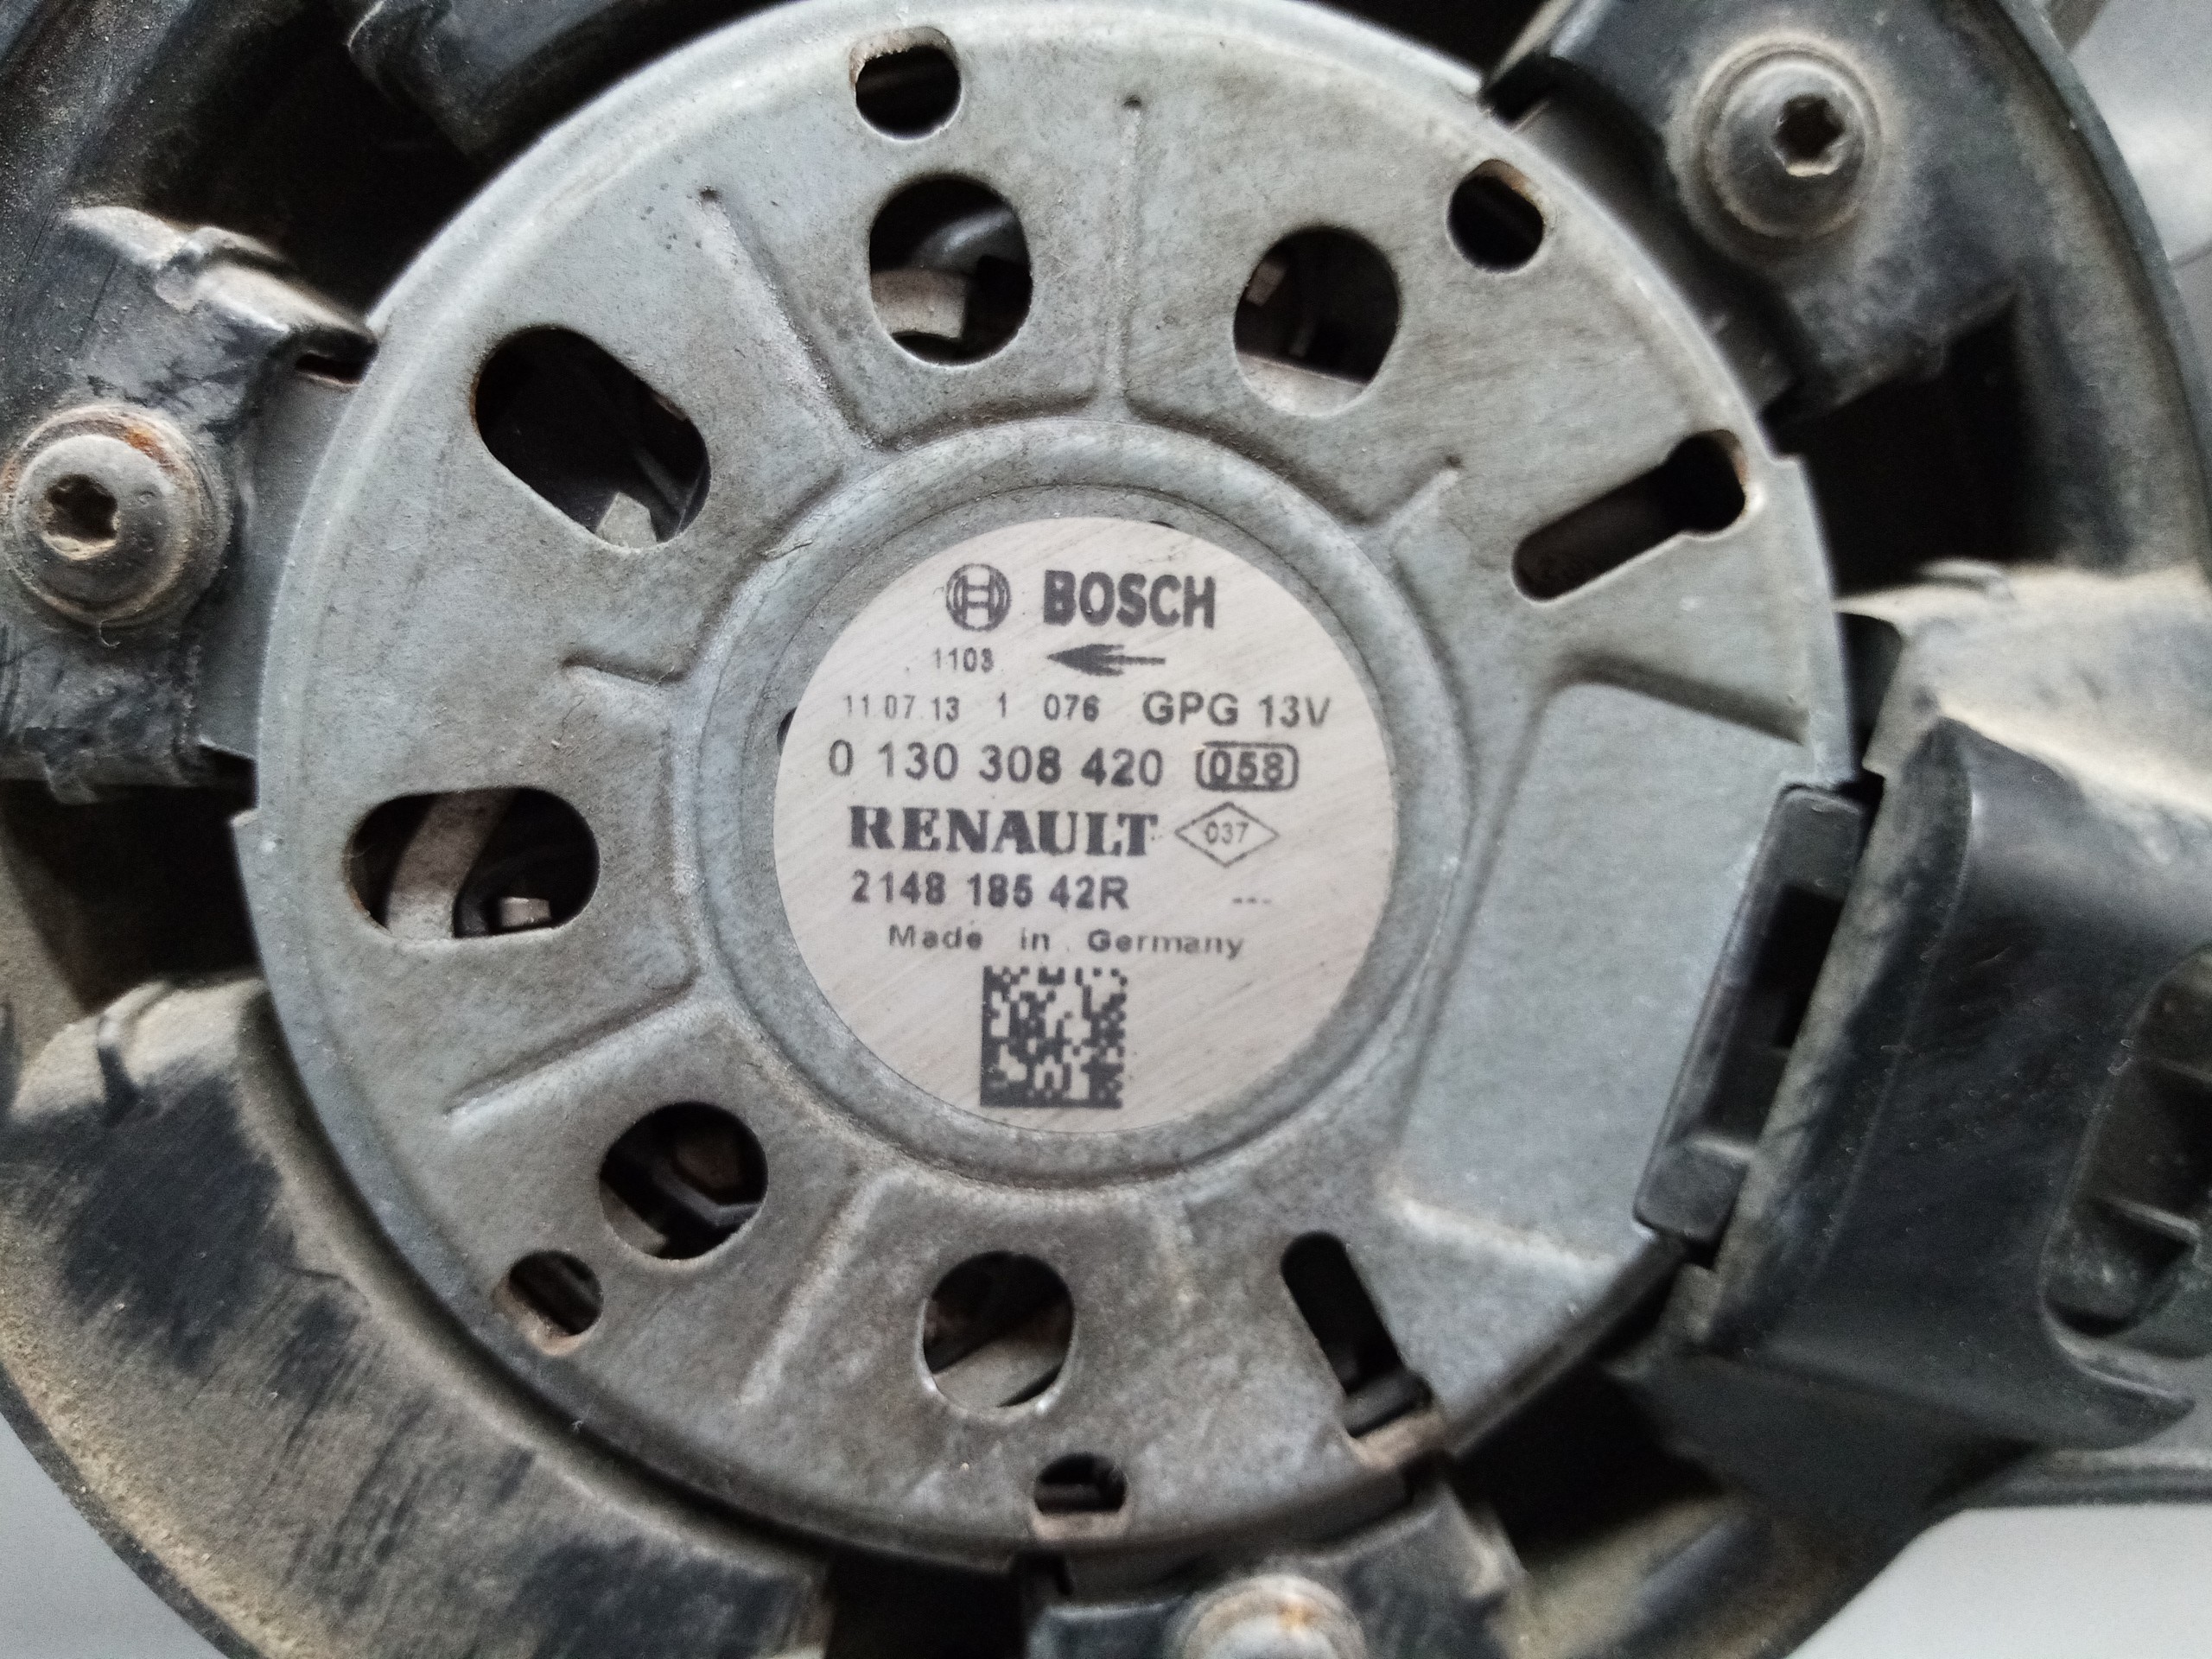 BOSCH
1103
11.07.13 1 076 GPG 13V
0 130 308 420 058
RENAULT 037
2148 185 42R ---
Made in Germany